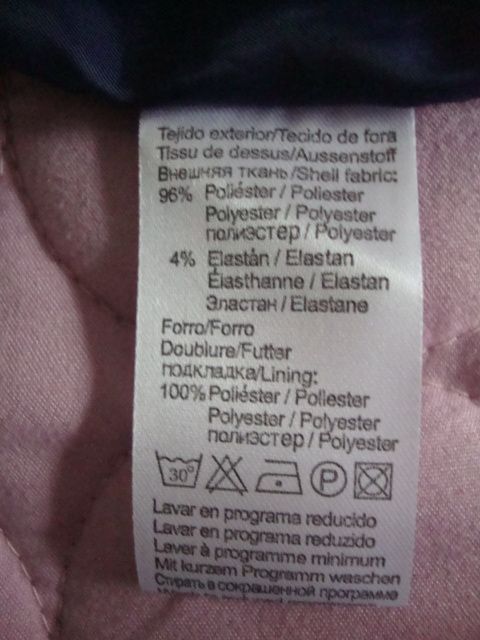 Tejido exterior/Tecido de fora
Tissu de dessus/Aussenstoff
Внешняя ткань/Shell fabric:
96% Poliéster / Poliester
Polyester / Polyester
полиэстер / Polyester
4% Elastán / Elastan
Élasthanne / Elastan
Эластан / Elastane
Forro/Forro
Doublure/Futter
подкладка/Lining:
100% Poliéster / Poliester
Polyester / Polyester
полиэстер / Polyester
30° P
Lavar en programa reducido
Lavar en programa reduzido
Laver à programme minimum
Mit kurzem Programm waschen
Стирать в сокращенной программе